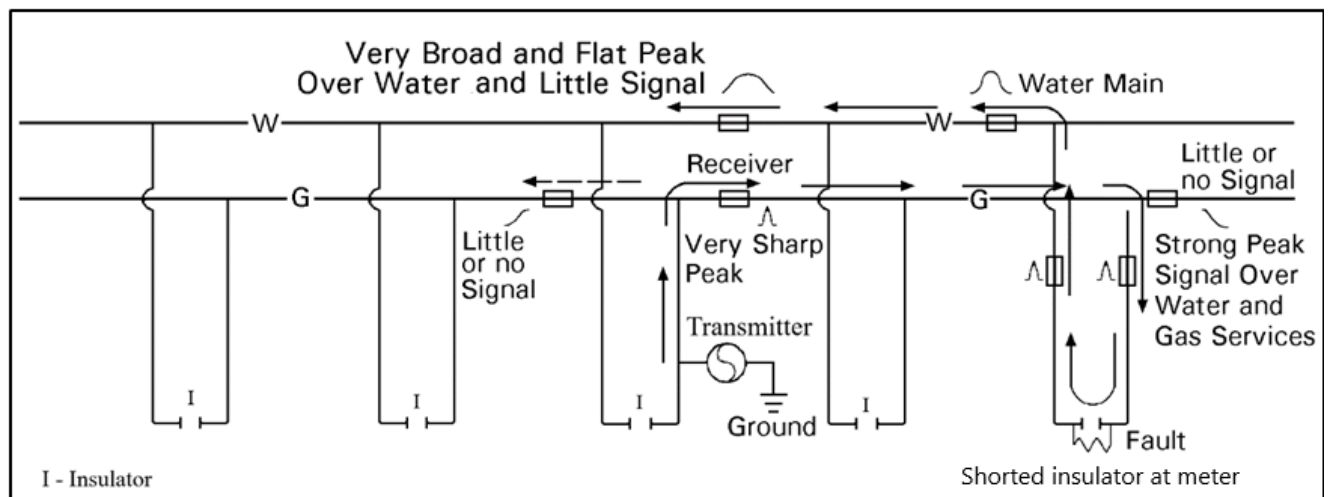 Very Broad and Flat Peak
Over Water and Little Signal
Water Main
W
W
Receiver
Little or
no Signal
G
G
Little
or no
Signal
Very Sharp
Peak
Strong Peak
Signal Over
Water and
Gas Services
Transmitter
I
I
I
I
Ground
Fault
I - Insulator
Shorted insulator at meter